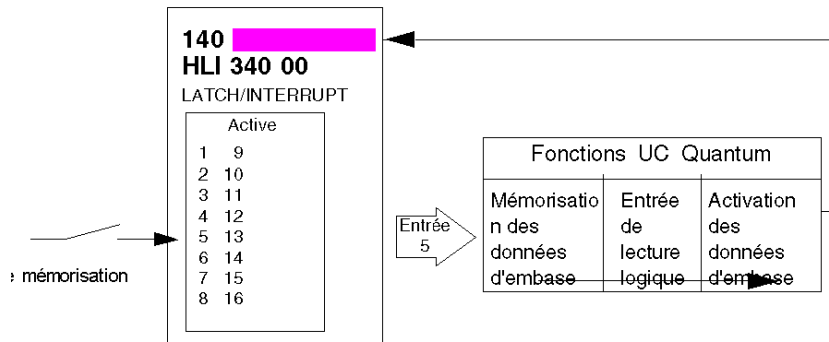 140
HLI 340 00
LATCH/INTERRUPT
Active
1 9
2 10
3 11
4 12
5 13
6 14
7 15
8 16
mémorisation
Entrée
5
Fonctions UC Quantum
Mémorisatio
n des
données
d'embase
Entrée
de
lecture
logique
Activation
des
données
d'embase